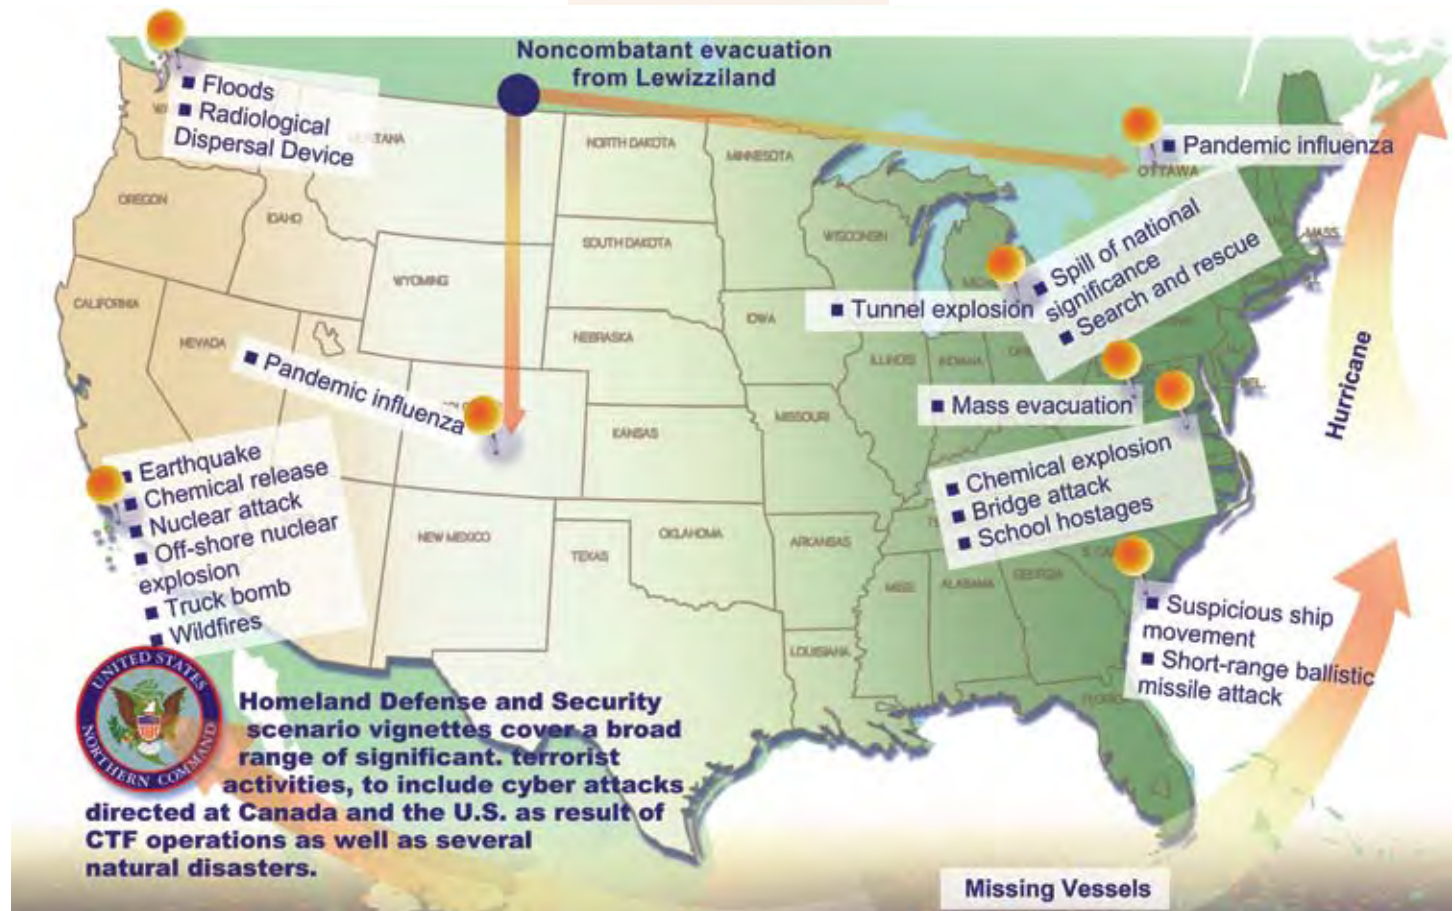 Noncombatant evacuation
from Lewizziland
■ Floods
■ Radiological
Dispersal Device
■ Pandemic influenza
OTTAWA
NORTH DAKOTA
MINNESOTA
OREGON
IDAHO
SOUTH DAKOTA
WISCONSIN
MASS.
■ Spill of national
significance
■ Search and rescue
WYOMING
CALIFORNIA
■ Tunnel explosion
IOWA
NEBRASKA
NEVADA
ILLINOIS
INDIANA
■ Pandemic influenza
■ Mass evacuation
DEL.
Hurricane
MISSOURI
KANSAS
■ Earthquake
■ Chemical release
■ Nuclear attack
■ Off-shore nuclear
explosion
■ Truck bomb
■ Wildfires
■ Chemical explosion
■ Bridge attack
■ School hostages
NEW MEXICO
TEXAS
OKLAHOMA
ARKANSAS
MISS
ALABAMA
GEORGIA
■ Suspicious ship
movement
■ Short-range ballistic
missile attack
LOUISIANA
UNITED STATES
NORTHERN COMMAND
Homeland Defense and Security
scenario vignettes cover a broad
range of significant. terrorist
activities, to include cyber attacks
directed at Canada and the U.S. as result of
CTF operations as well as several
natural disasters.
Missing Vessels